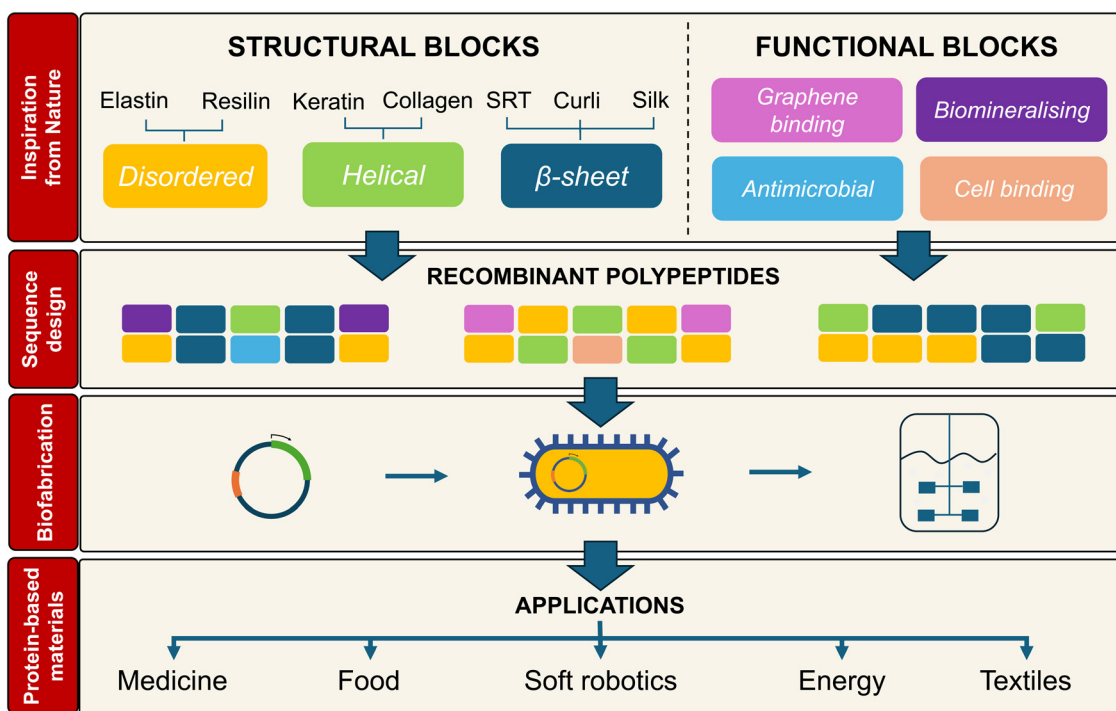 Inspiration
from Nature
STRUCTURAL BLOCKS
FUNCTIONAL BLOCKS
Elastin
Resilin
Keratin
Collagen
SRT
Curli
Silk
Disordered
Helical
β-sheet
Graphene
binding
Biomineralising
Antimicrobial
Cell binding
Sequence
design
RECOMBINANT POLYPEPTIDES
Biofabrication
Protein-based
materials
APPLICATIONS
Medicine
Food
Soft robotics
Energy
Textiles